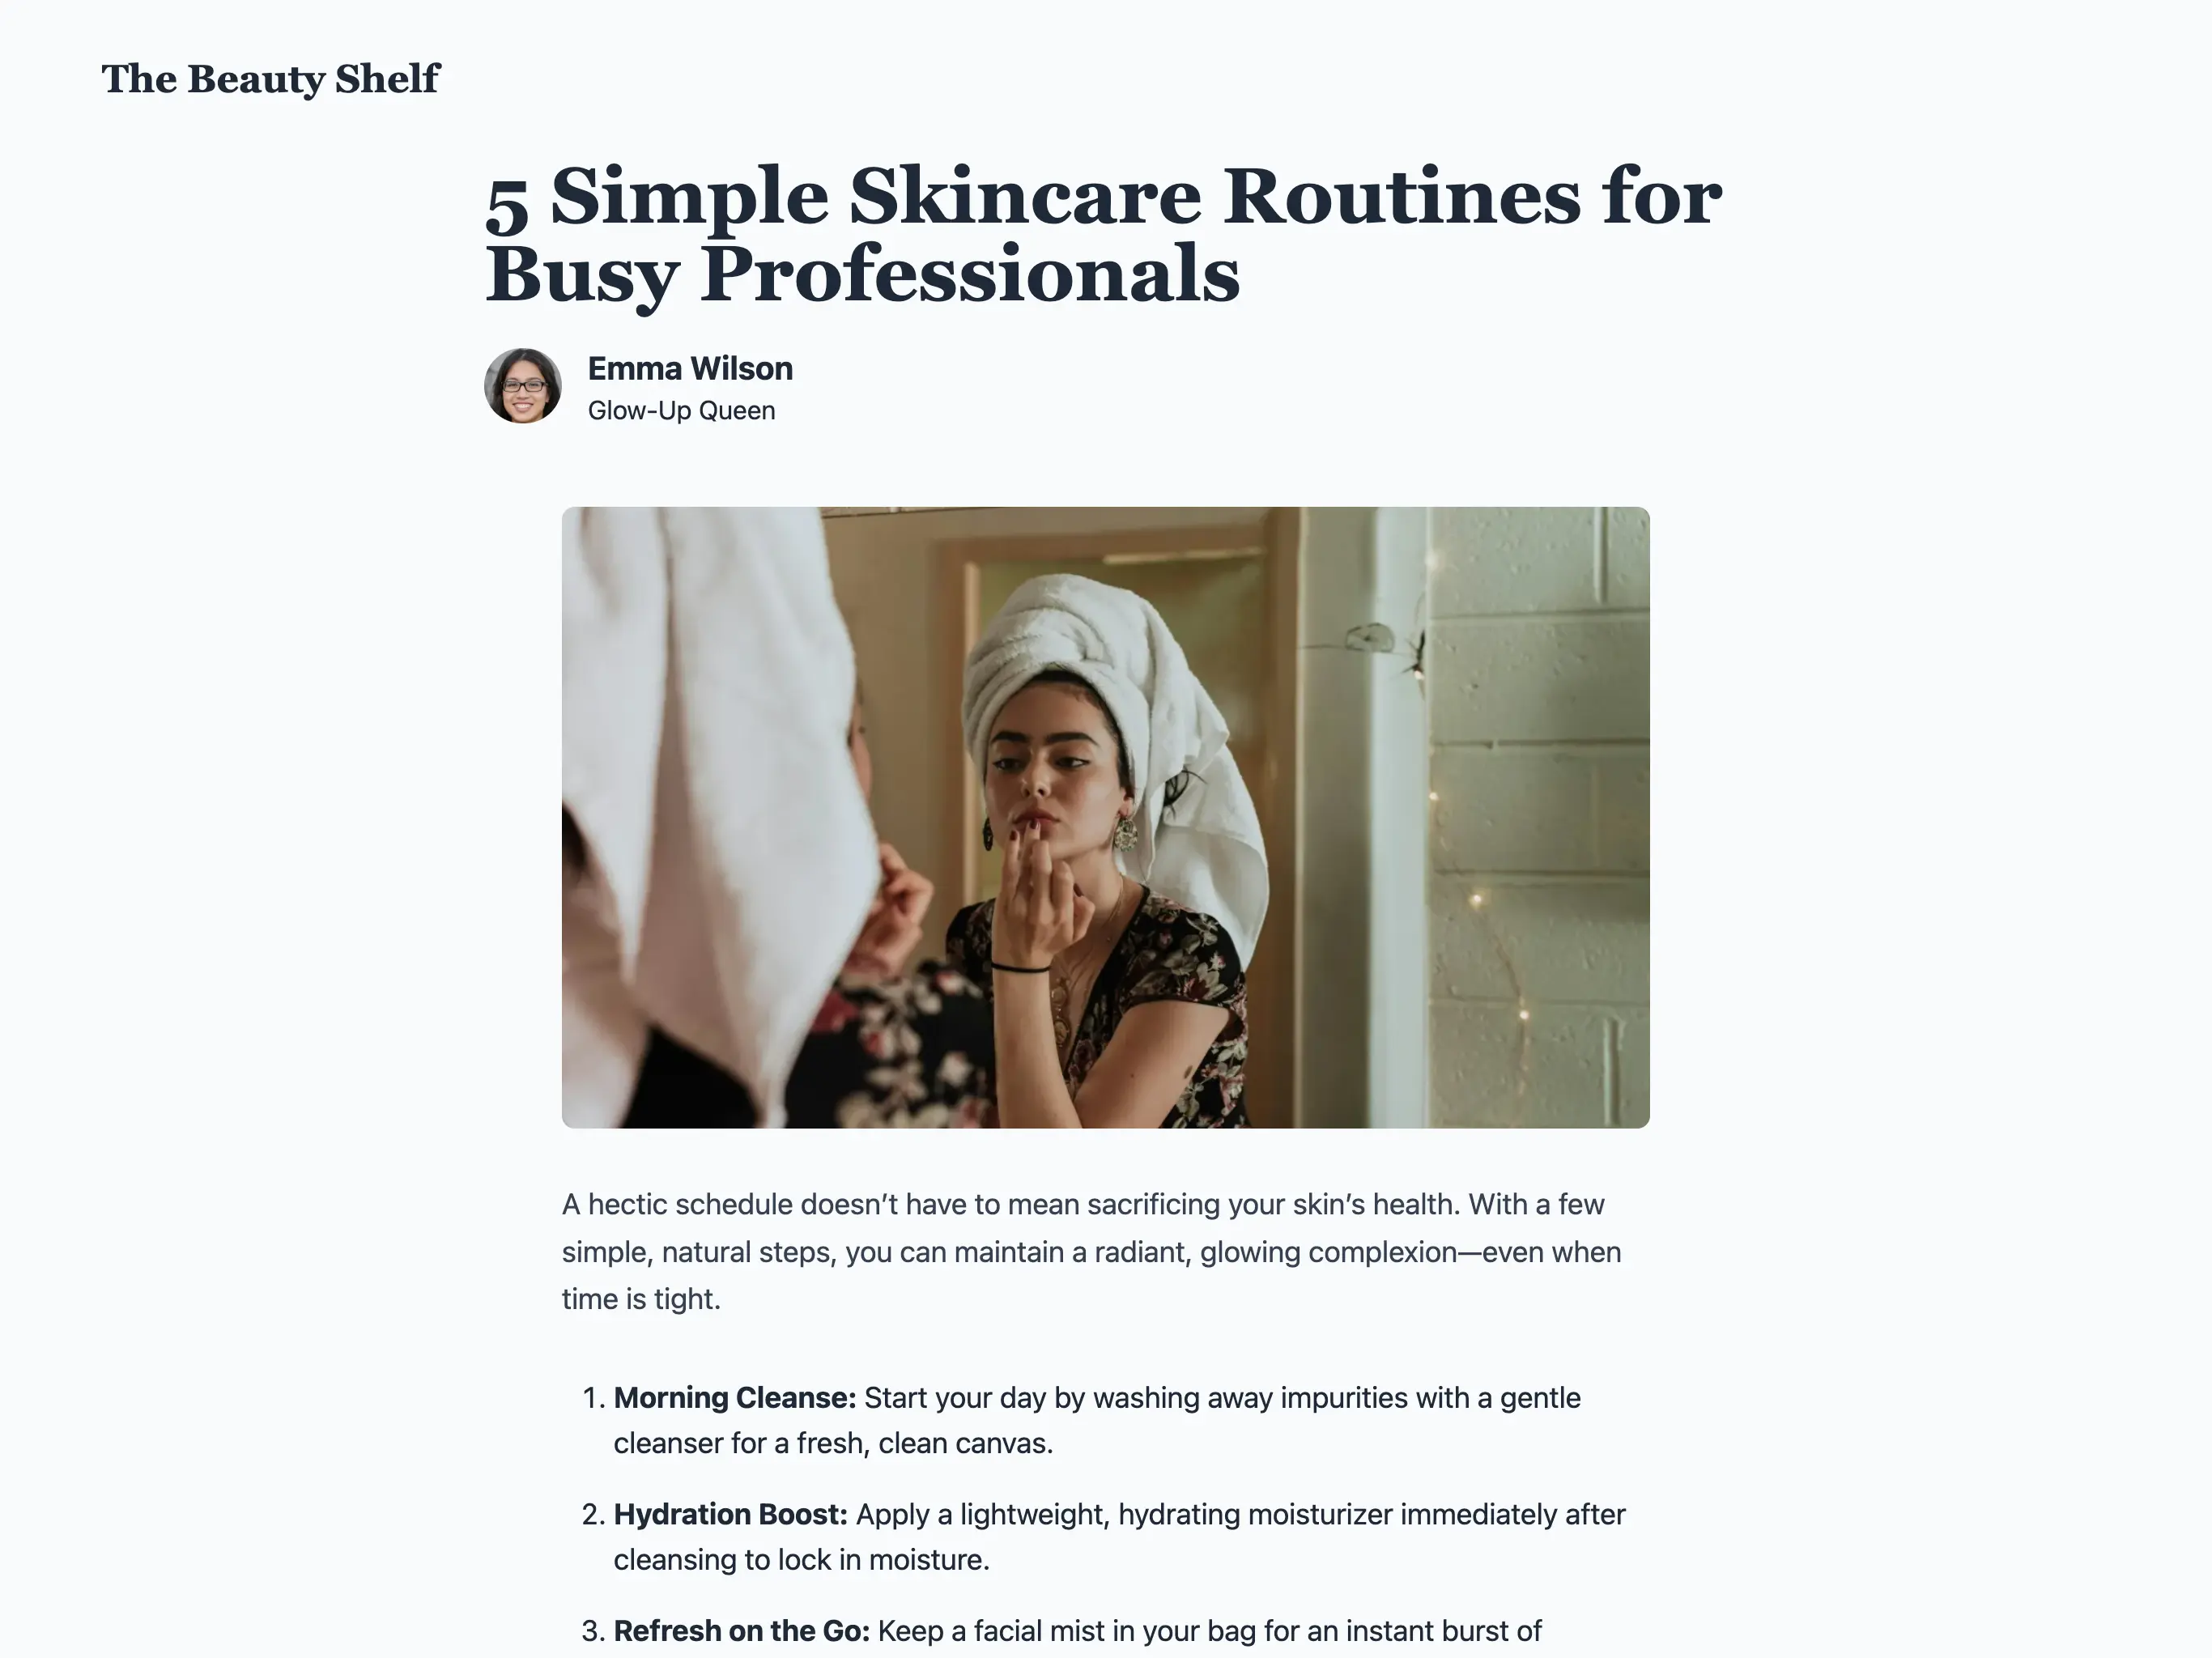 The Beauty Shelf
5 Simple Skincare Routines for
Busy Professionals
Emma Wilson
Glow-Up Queen
A hectic schedule doesn’t have to mean sacrificing your skin’s health. With a few
simple, natural steps, you can maintain a radiant, glowing complexion—even when
time is tight.
1. Morning Cleanse: Start your day by washing away impurities with a gentle
cleanser for a fresh, clean canvas.
2. Hydration Boost: Apply a lightweight, hydrating moisturizer immediately after
cleansing to lock in moisture.
3. Refresh on the Go: Keep a facial mist in your bag for an instant burst of